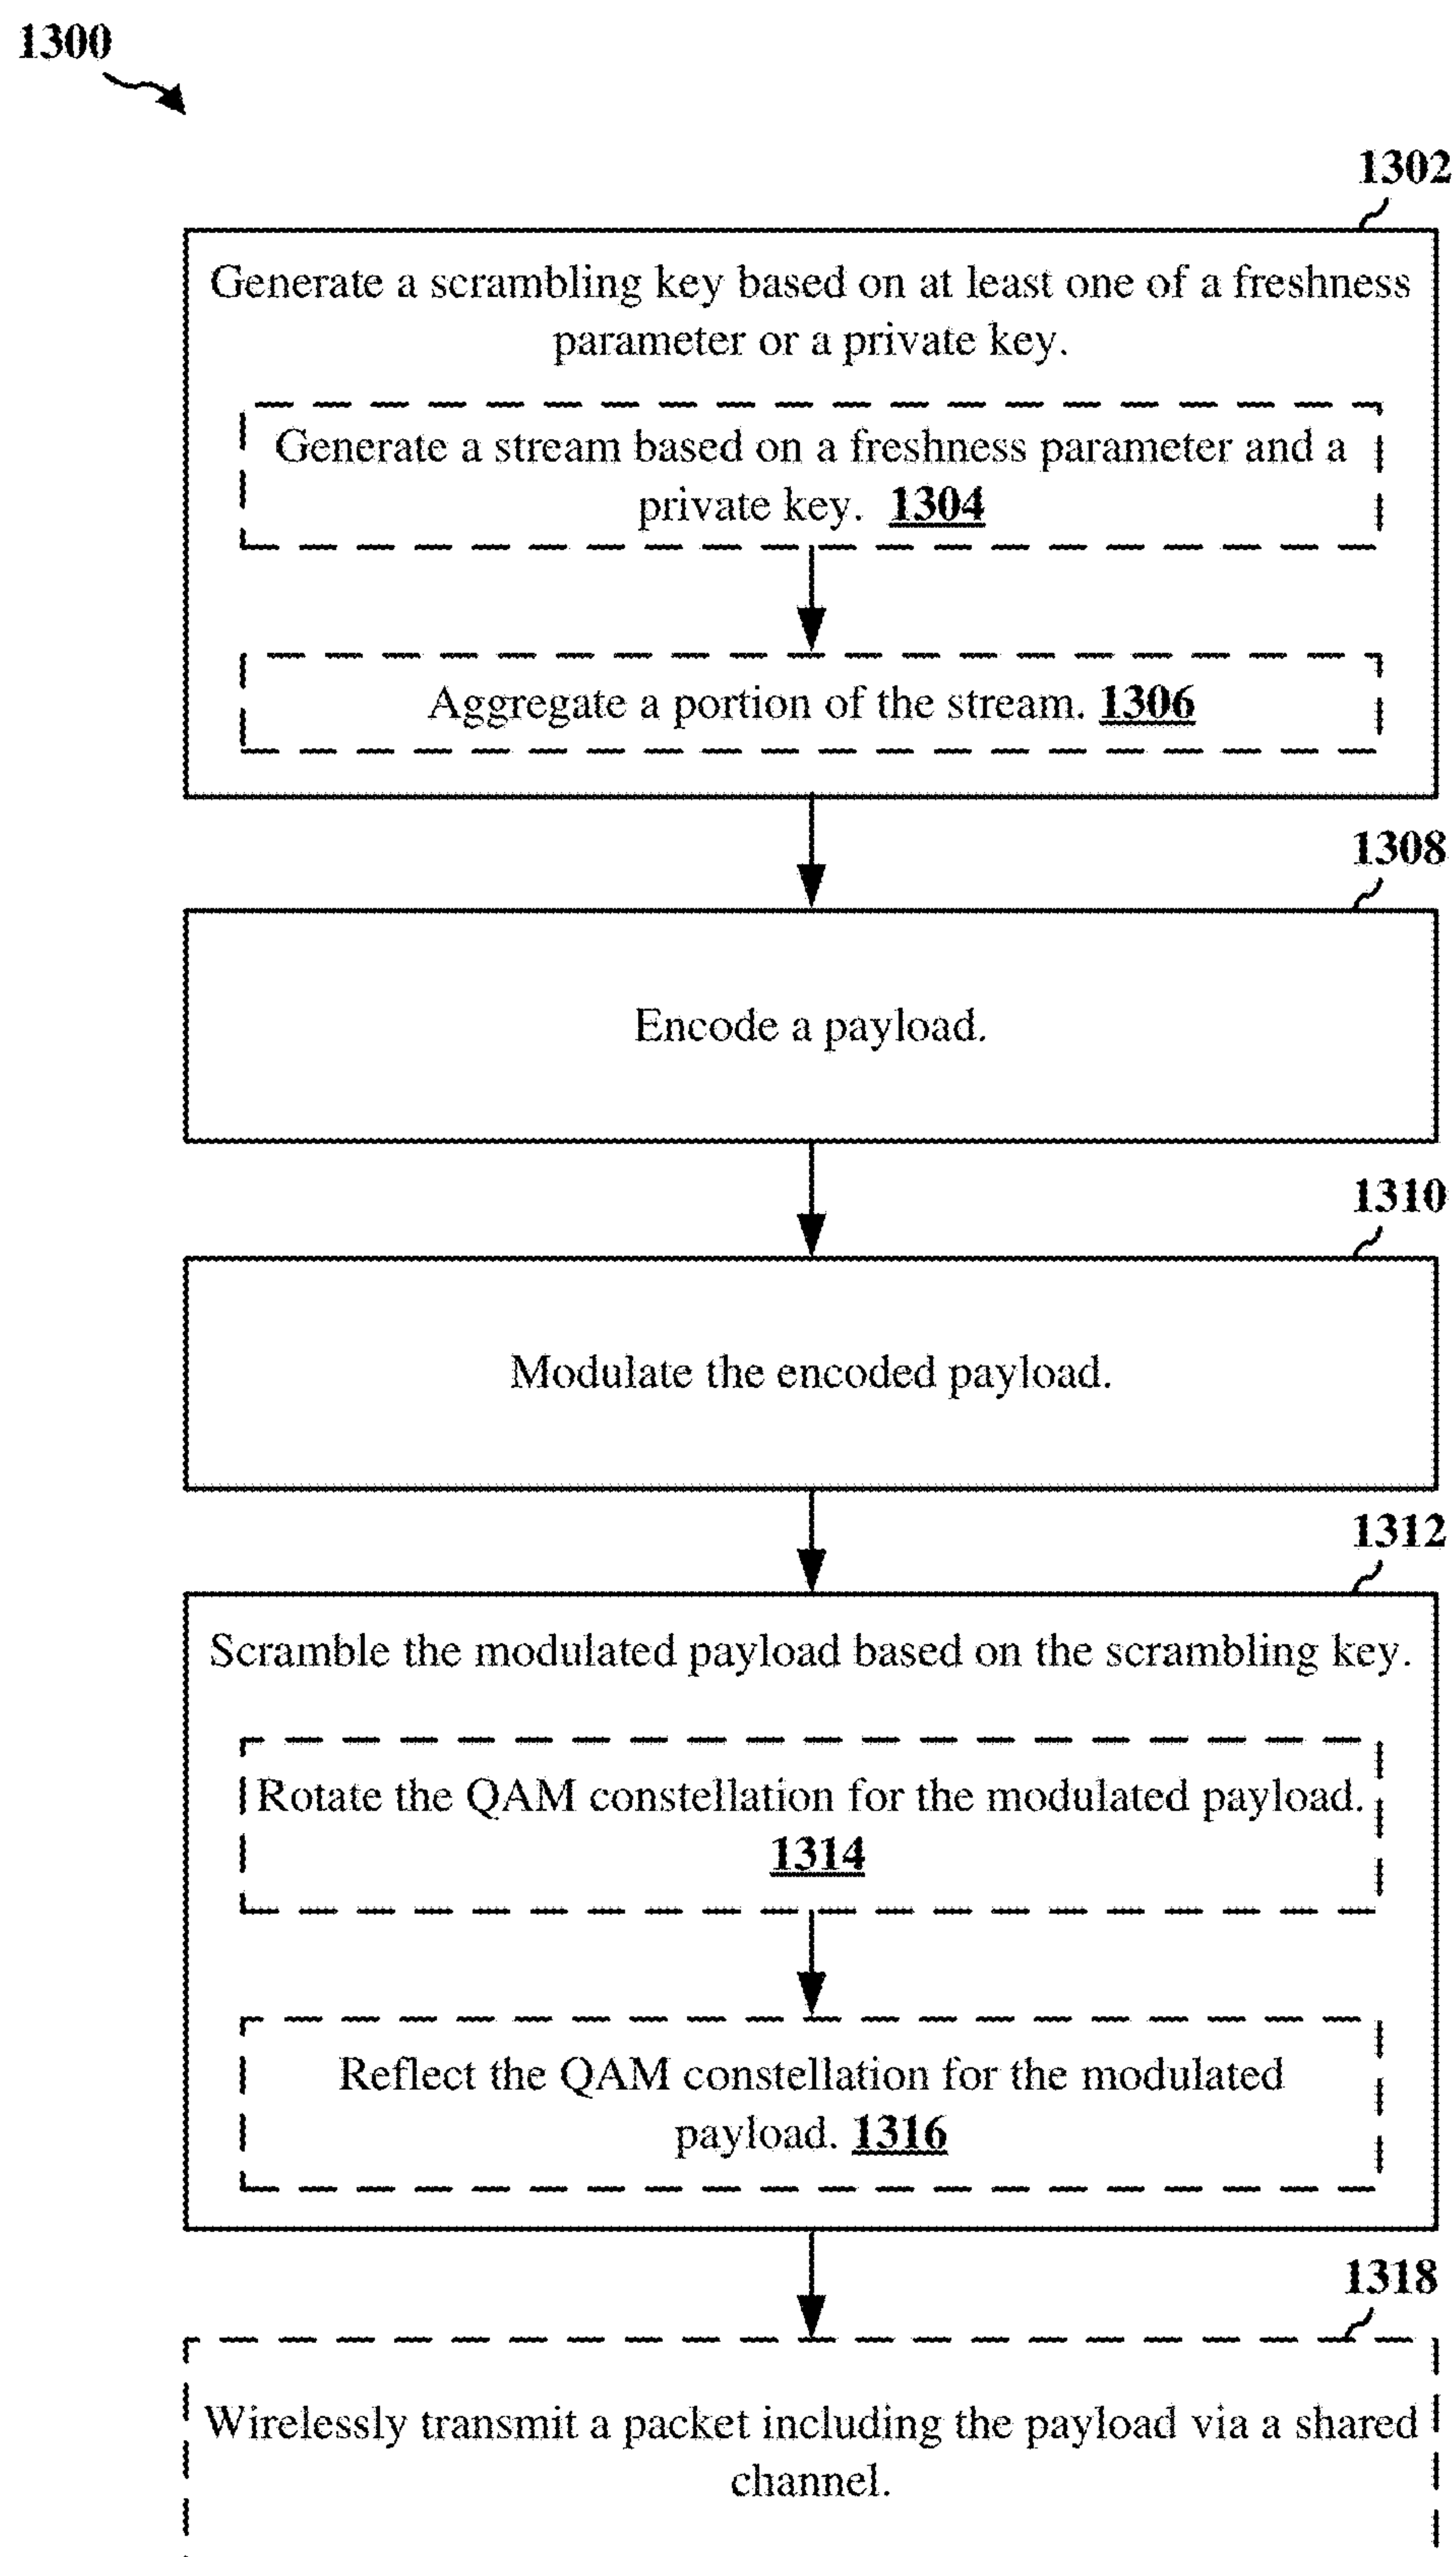 1300
1302
Generate a scrambling key based on at least one of a freshness
parameter or a private key.
Generate a stream based on a freshness parameter and a
private key. 1304
Aggregate a portion of the stream. 1306
1308
Encode a payload.
1310
Modulate the encoded payload.
1312
Scramble the modulated payload based on the scrambling key.
Rotate the QAM constellation for the modulated payload.
1314
Reflect the QAM constellation for the modulated
payload. 1316
1318
Wirelessly transmit a packet including the payload via a shared
channel.